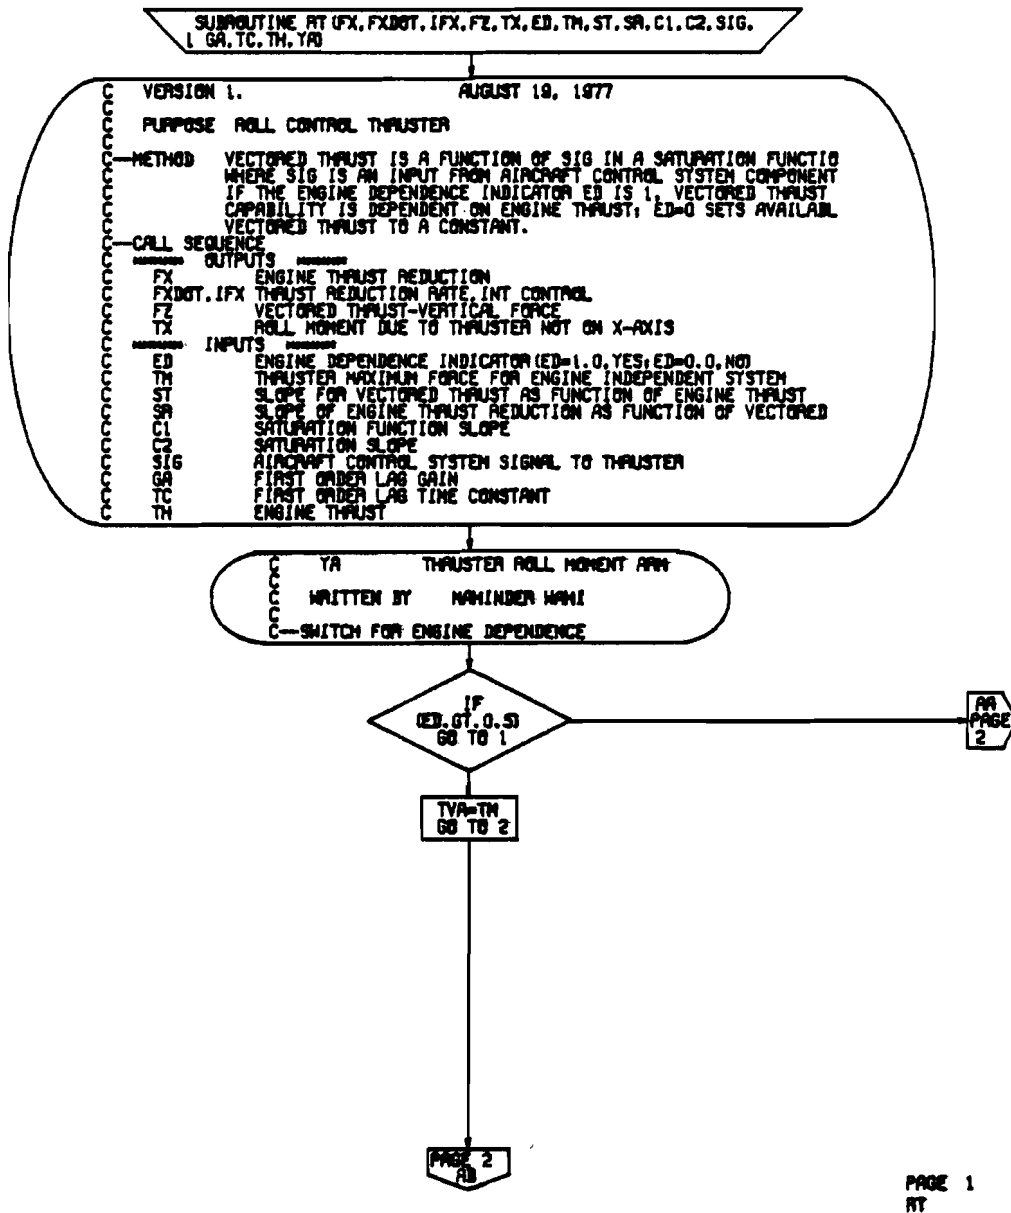 SUBROUTINE RT (FX,FXDOT,IFX,FZ,TX,ED,TM,ST,SR,C1,C2,SIG,
1 GA,TC,TH,YA)
C VERSION 1. AUGUST 19, 1977
C
C PURPOSE ROLL CONTROL THRUSTER
C
C--METHOD VECTORED THRUST IS A FUNCTION OF SIG IN A SATURATION FUNCTIO
C WHERE SIG IS AN INPUT FROM AIRCRAFT CONTROL SYSTEM COMPONENT
C IF THE ENGINE DEPENDENCE INDICATOR ED IS 1, VECTORED THRUST
C CAPABILITY IS DEPENDENT ON ENGINE THRUST; ED=0 SETS AVAILABL
C VECTORED THRUST TO A CONSTANT.
C--CALL SEQUENCE
C ******* OUTPUTS *******
C FX ENGINE THRUST REDUCTION
C FXDOT,IFX THRUST REDUCTION RATE,INT CONTROL
C FZ VECTORED THRUST-VERTICAL FORCE
C TX ROLL MOMENT DUE TO THRUSTER NOT ON X-AXIS
C ******* INPUTS *******
C ED ENGINE DEPENDENCE INDICATOR(ED=1.0,YES;ED=0.0,NO)
C TM THRUSTER MAXIMUM FORCE FOR ENGINE INDEPENDENT SYSTEM
C ST SLOPE FOR VECTORED THRUST AS FUNCTION OF ENGINE THRUST
C SR SLOPE OF ENGINE THRUST REDUCTION AS FUNCTION OF VECTORED
C C1 SATURATION FUNCTION SLOPE
C C2 SATURATION SLOPE
C SIG AIRCRAFT CONTROL SYSTEM SIGNAL TO THRUSTER
C GA FIRST ORDER LAG GAIN
C TC FIRST ORDER LAG TIME CONSTANT
C TH ENGINE THRUST
C YA THRUSTER ROLL MOMENT ARM
C
C WRITTEN BY MAHINDER WAHI
C
C--SWITCH FOR ENGINE DEPENDENCE
IF
(ED.GT.0.5)
GO TO 1
AA
PAGE
2
TVA=TM
GO TO 2
PAGE 2
AB
PAGE 1
RT